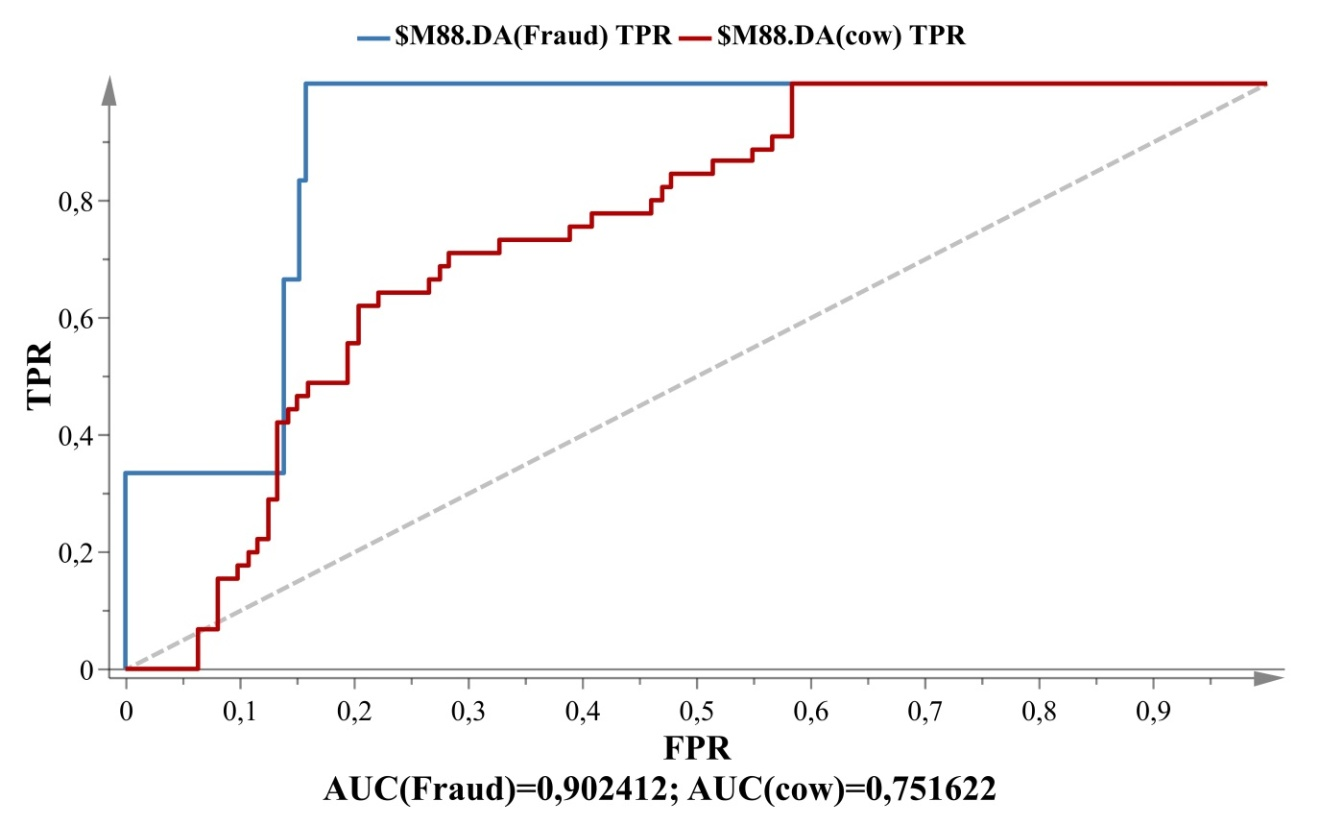 $M88.DA(Fraud) TPR $M88.DA(cow) TPR
TPR
0,8
0,6
0,4
0,2
0
0 0,1 0,2 0,3 0,4 0,5 0,6 0,7 0,8 0,9
FPR
AUC(Fraud)=0,902412; AUC(cow)=0,751622